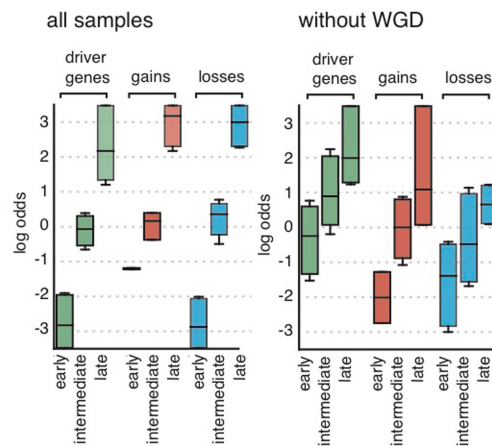 all samples
driver
genes
gains
losses
log odds
3
2
1
0
-1
-2
-3
early
intermediate
late
early
intermediate
late
early
intermediate
late
without WGD
driver
genes
gains
losses
log odds
3
2
1
0
-1
-2
-3
early
intermediate
late
early
intermediate
late
early
intermediate
late